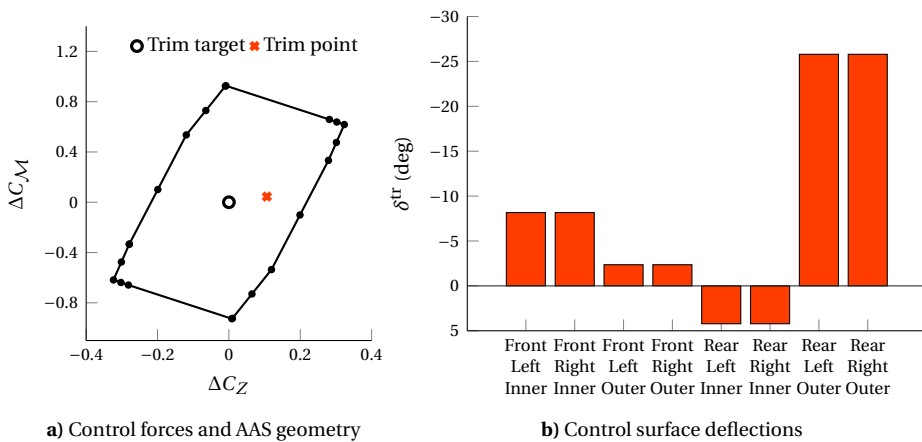 Trim target Trim point
1.2
0.8
0.4
0
−0.4
−0.8
ΔC_ℳ
−0.4 −0.2 0 0.2 0.4
ΔC_Z
a) Control forces and AAS geometry
−30
−25
−20
−15
−10
−5
0
5
δ^tr (deg)
Front Front Front Front Rear Rear Rear Rear
Left Right Left Right Left Right Left Right
Inner Inner Outer Outer Inner Inner Outer Outer
b) Control surface deflections